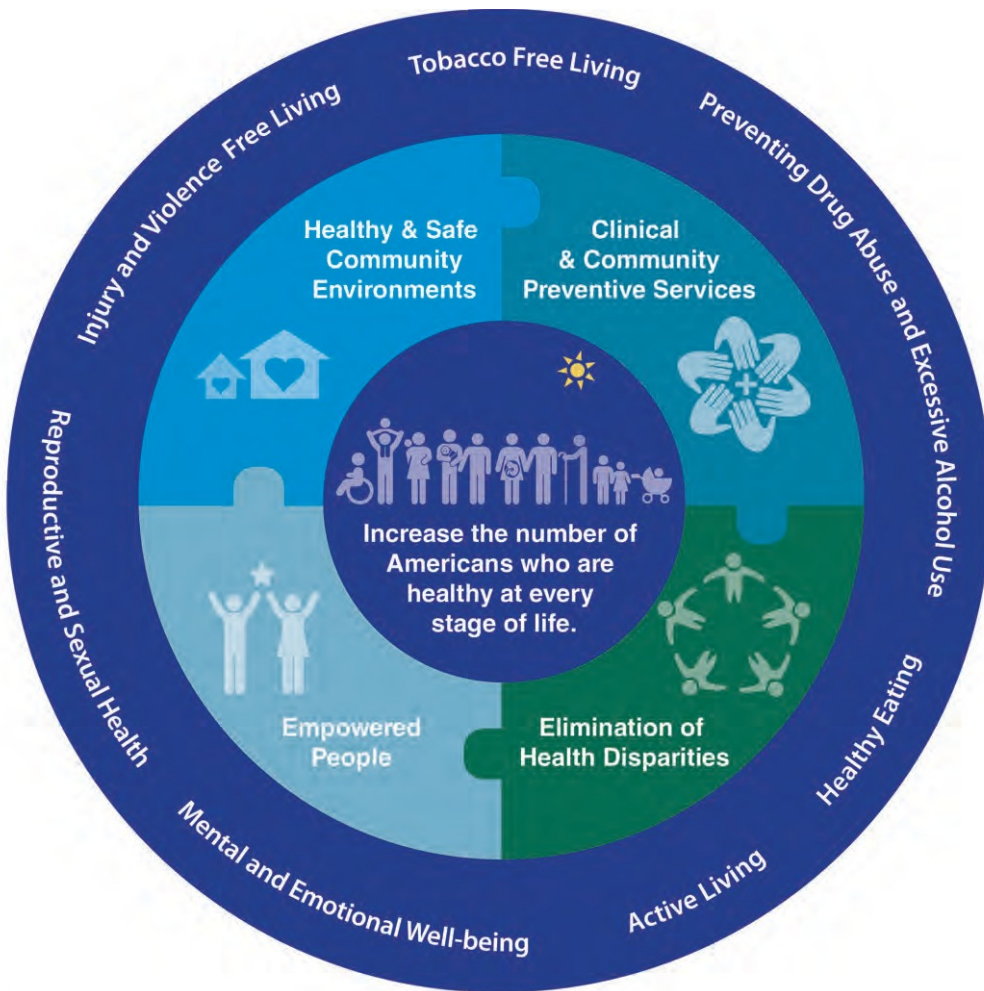 Tobacco Free Living
Preventing Drug Abuse and Excessive Alcohol Use
Healthy Eating
Active Living
Mental and Emotional Well-being
Reproductive and Sexual Health
Injury and Violence Free Living
Healthy & Safe
Community
Environments
Clinical
& Community
Preventive Services
Elimination of
Health Disparities
Empowered
People
Increase the number of
Americans who are
healthy at every
stage of life.